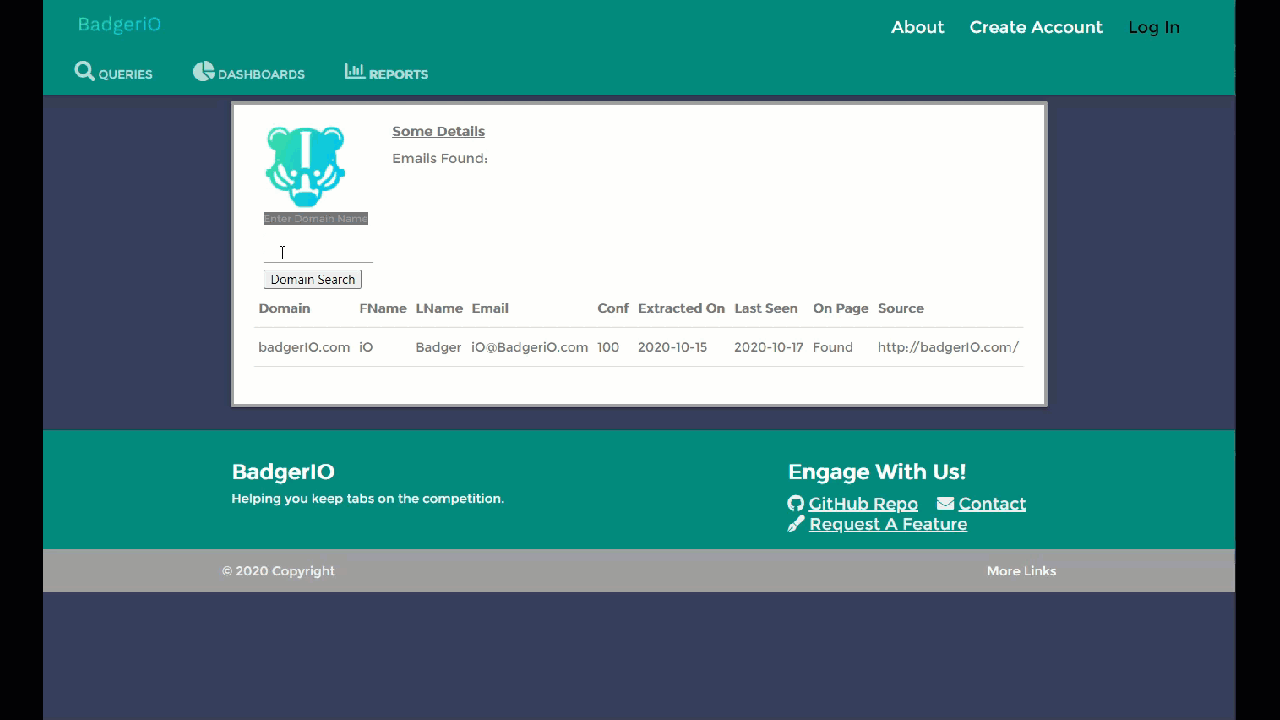 BadgeriO
About Create Account Log In
QUERIES DASHBOARDS REPORTS
Some Details
Emails Found:
Enter Domain Name
Domain Search
Domain FName LName Email Conf Extracted On Last Seen On Page Source
badgerIO.com iO Badger iO@BadgeriO.com 100 2020-10-15 2020-10-17 Found http://badgerIO.com/
BadgerIO
Helping you keep tabs on the competition.
Engage With Us!
GitHub Repo Contact
Request A Feature
© 2020 Copyright More Links